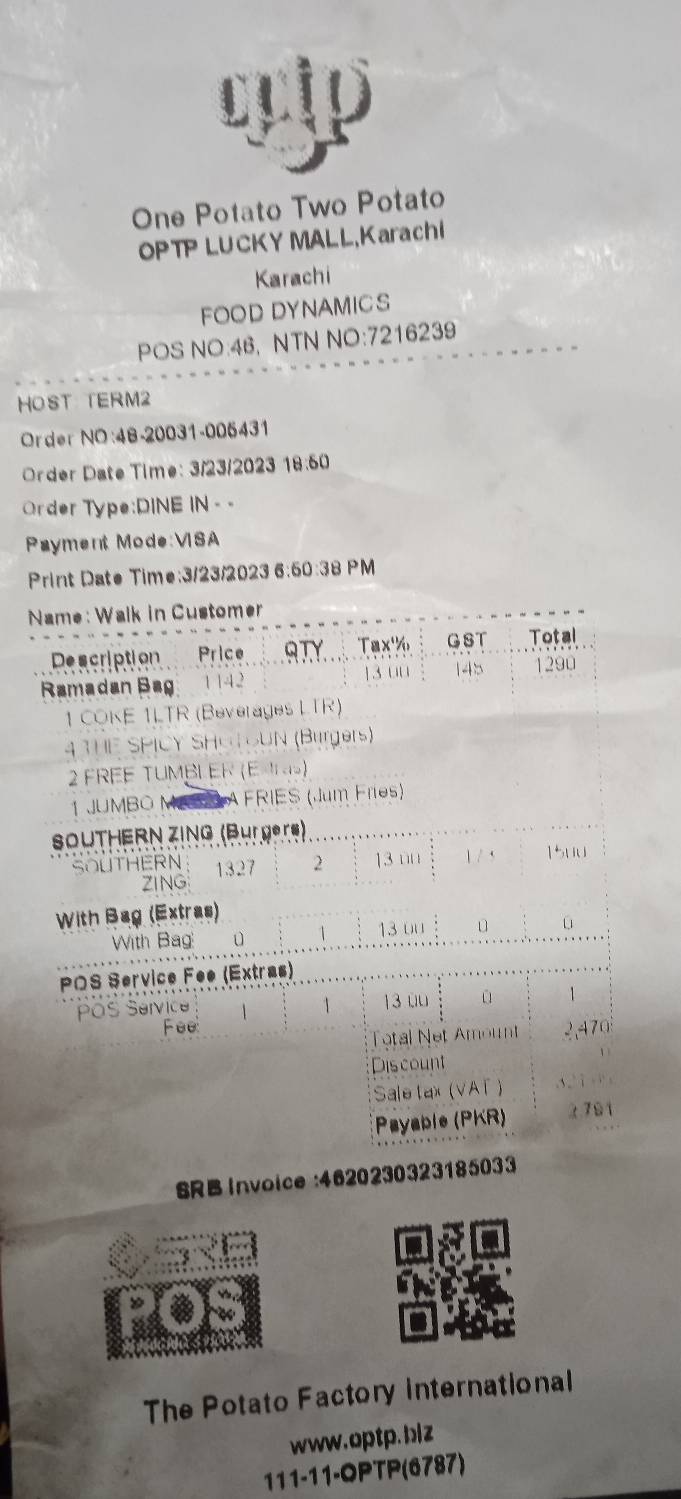 optp
One Potato Two Potato
OPTP LUCKY MALL,Karachi
Karachi
FOOD DYNAMICS
POS NO:46, NTN NO:7216239
HOST TERM2
Order NO:46-20031-005431
Order Date Time: 3/23/2023 18:50
Order Type:DINE IN - -
Payment Mode:VISA
Print Date Time:3/23/2023 6:50:38 PM
Name: Walk in Customer
Description Price QTY Tax% GST Total
Ramadan Bag 1142 13.00 148 1290
1 COKE 1LTR (Beverages LTR)
4 THE SPICY SHOTGUN (Burgers)
2 FREE TUMBLER (Extras)
1 JUMBO FRIES (Jum Fries)
SOUTHERN ZING (Burgers)
SOUTHERN 1327 2 13.00 1500
ZING
With Bag (Extras)
With Bag 0 1 13.00 0 0
POS Service Fee (Extras)
POS Service 1 1 13.00 0 1
Fee
Total Net Amount 2,470
Discount 0
Sale tax (VAT)
Payable (PKR) 2,791
SRB Invoice :4620230323185033
SRB
POS
The Potato Factory International
www.optp.biz
111-11-OPTP(6787)